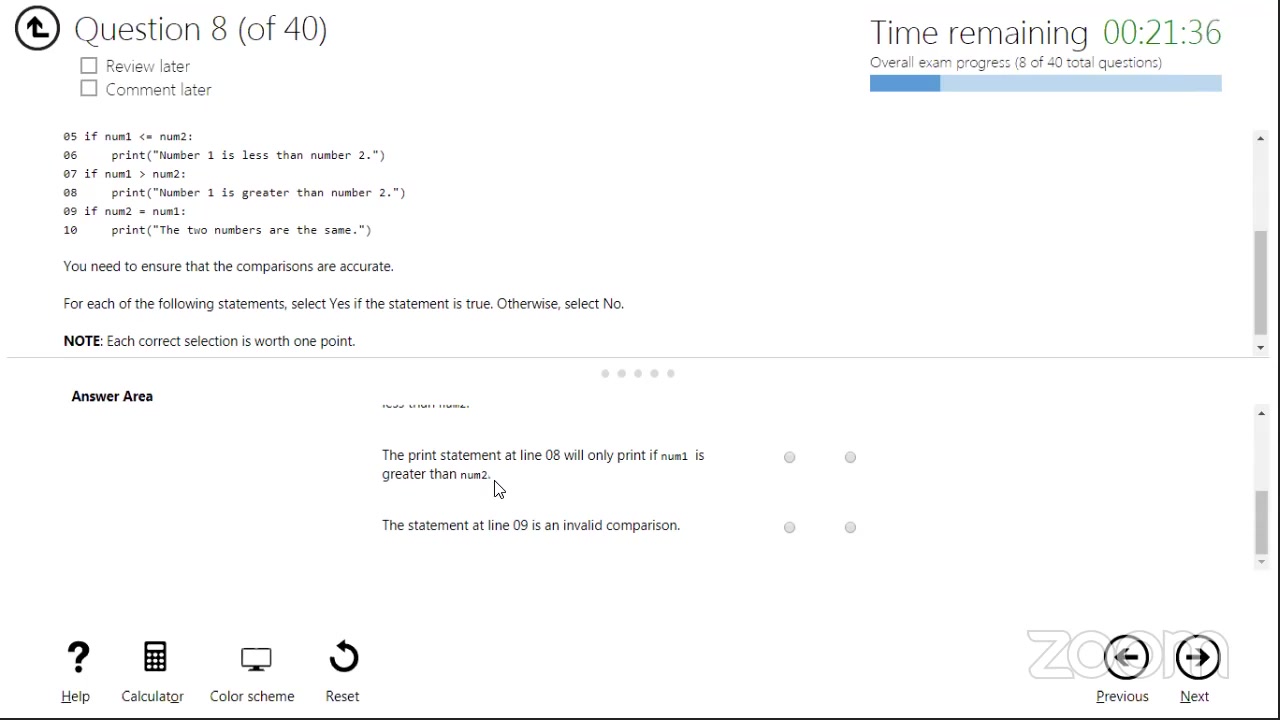 Question 8 (of 40)
Time remaining 00:21:36
Review later
Overall exam progress (8 of 40 total questions)
Comment later
05 if num1 <= num2:
06     print("Number 1 is less than number 2.")
07 if num1 > num2:
08     print("Number 1 is greater than number 2.")
09 if num2 = num1:
10     print("The two numbers are the same.")
You need to ensure that the comparisons are accurate.
For each of the following statements, select Yes if the statement is true. Otherwise, select No.
NOTE: Each correct selection is worth one point.
Answer Area
less than num2.
The print statement at line 08 will only print if num1 is
greater than num2.
The statement at line 09 is an invalid comparison.
zoom
Help
Calculator
Color scheme
Reset
Previous
Next